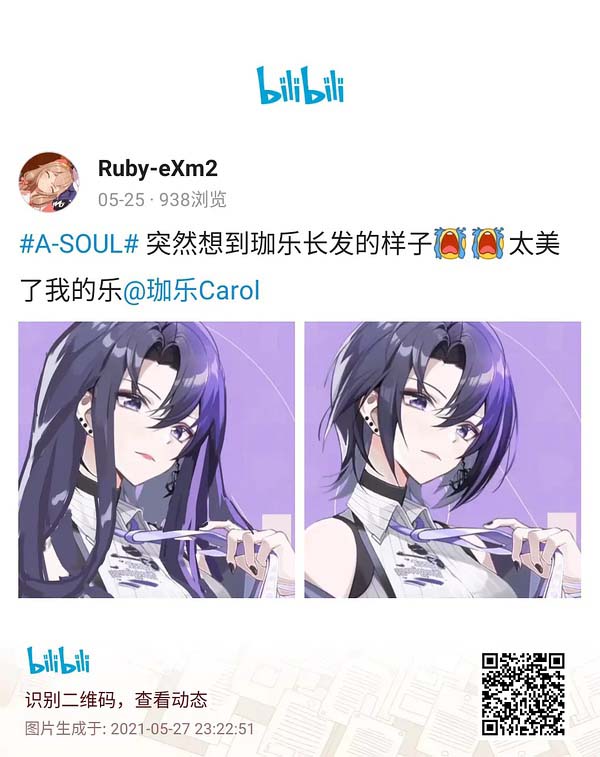 bilibili
Ruby-eXm2
05-25 · 938浏览
#A-SOUL# 突然想到珈乐长发的样子😭😭太美
了我的乐@珈乐Carol
bilibili
识别二维码，查看动态
图片生成于: 2021-05-27 23:22:51